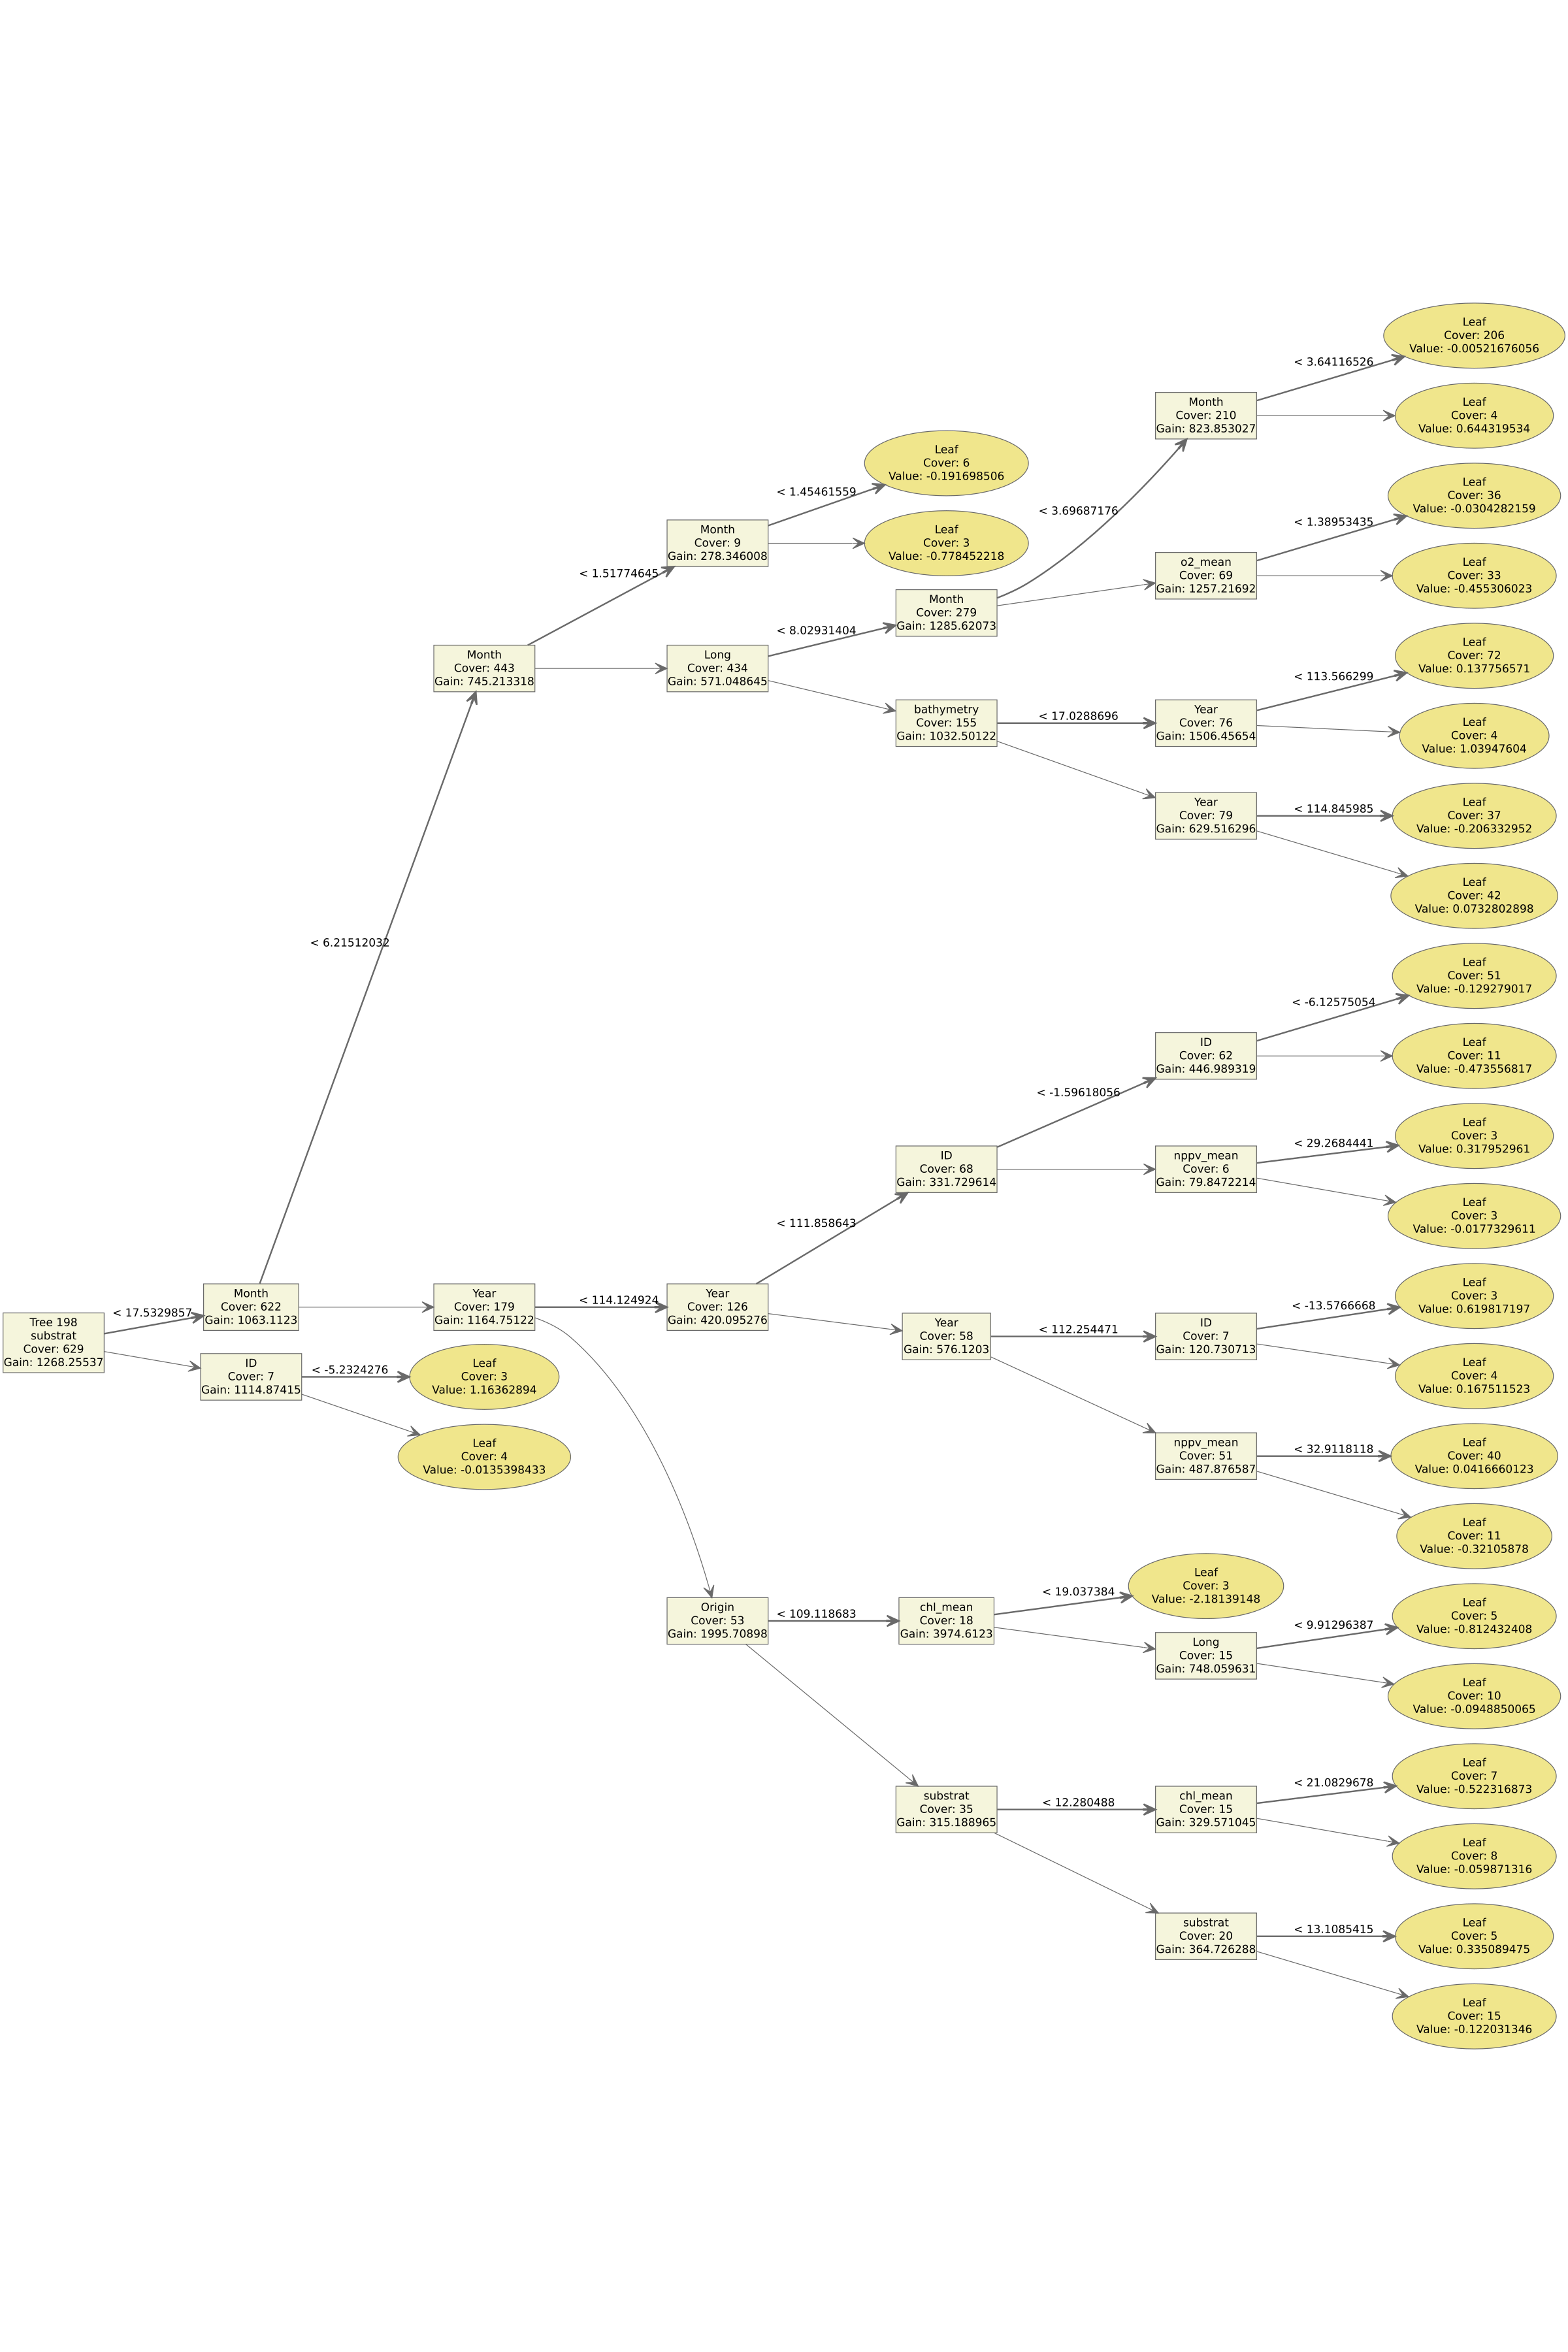 Tree 198
substrat
Cover: 629
Gain: 1268.25537
< 17.5329857
Month
Cover: 622
Gain: 1063.1123
ID
Cover: 7
Gain: 1114.87415
< 6.21512032
< -5.2324276
Month
Cover: 443
Gain: 745.213318
Year
Cover: 179
Gain: 1164.75122
Leaf
Cover: 3
Value: 1.16362894
Leaf
Cover: 4
Value: -0.0135398433
< 1.51774645
< 114.124924
Month
Cover: 9
Gain: 278.346008
Long
Cover: 434
Gain: 571.048645
Year
Cover: 126
Gain: 420.095276
Origin
Cover: 53
Gain: 1995.70898
< 1.45461559
< 8.02931404
< 111.858643
< 109.118683
Leaf
Cover: 6
Value: -0.191698506
Leaf
Cover: 3
Value: -0.778452218
Month
Cover: 279
Gain: 1285.62073
bathymetry
Cover: 155
Gain: 1032.50122
ID
Cover: 68
Gain: 331.729614
Year
Cover: 58
Gain: 576.1203
chl_mean
Cover: 18
Gain: 3974.6123
substrat
Cover: 35
Gain: 315.188965
< 3.69687176
< 17.0288696
< -1.59618056
< 112.254471
< 19.037384
< 12.280488
Month
Cover: 210
Gain: 823.853027
o2_mean
Cover: 69
Gain: 1257.21692
Year
Cover: 76
Gain: 1506.45654
Year
Cover: 79
Gain: 629.516296
ID
Cover: 62
Gain: 446.989319
nppv_mean
Cover: 6
Gain: 79.8472214
ID
Cover: 7
Gain: 120.730713
nppv_mean
Cover: 51
Gain: 487.876587
Leaf
Cover: 3
Value: -2.18139148
Long
Cover: 15
Gain: 748.059631
chl_mean
Cover: 15
Gain: 329.571045
substrat
Cover: 20
Gain: 364.726288
< 3.64116526
< 1.38953435
< 113.566299
< 114.845985
< -6.12575054
< 29.2684441
< -13.5766668
< 32.9118118
< 9.91296387
< 21.0829678
< 13.1085415
Leaf
Cover: 206
Value: -0.00521676056
Leaf
Cover: 4
Value: 0.644319534
Leaf
Cover: 36
Value: -0.0304282159
Leaf
Cover: 33
Value: -0.455306023
Leaf
Cover: 72
Value: 0.137756571
Leaf
Cover: 4
Value: 1.03947604
Leaf
Cover: 37
Value: -0.206332952
Leaf
Cover: 42
Value: 0.0732802898
Leaf
Cover: 51
Value: -0.129279017
Leaf
Cover: 11
Value: -0.473556817
Leaf
Cover: 3
Value: 0.317952961
Leaf
Cover: 3
Value: -0.0177329611
Leaf
Cover: 3
Value: 0.619817197
Leaf
Cover: 4
Value: 0.167511523
Leaf
Cover: 40
Value: 0.0416660123
Leaf
Cover: 11
Value: -0.32105878
Leaf
Cover: 5
Value: -0.812432408
Leaf
Cover: 10
Value: -0.0948850065
Leaf
Cover: 7
Value: -0.522316873
Leaf
Cover: 8
Value: -0.059871316
Leaf
Cover: 5
Value: 0.335089475
Leaf
Cover: 15
Value: -0.122031346